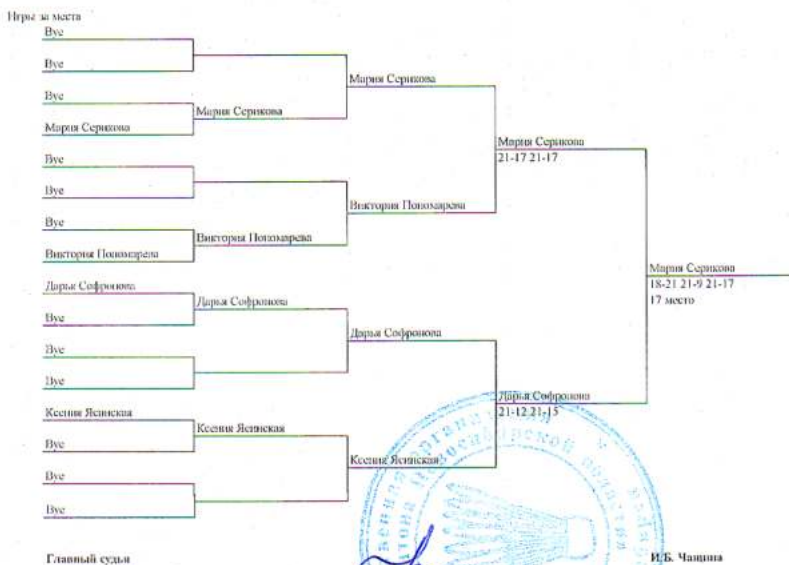 Игры за места
Bye
Bye
Bye
Мария Серикова
Bye
Bye
Bye
Виктория Пономарева
Дарья Софронова
Bye
Bye
Bye
Ксения Ясинская
Bye
Bye
Bye
Мария Серикова
Виктория Пономарева
Дарья Софронова
Ксения Ясинская
Мария Серикова
Виктория Пономарева
Дарья Софронова
Ксения Ясинская
Мария Серикова
21-17 21-17
Дарья Софронова
21-12 21-15
Мария Серикова
18-21 21-9 21-17
17 место
Главный судья
И.Б. Чащина